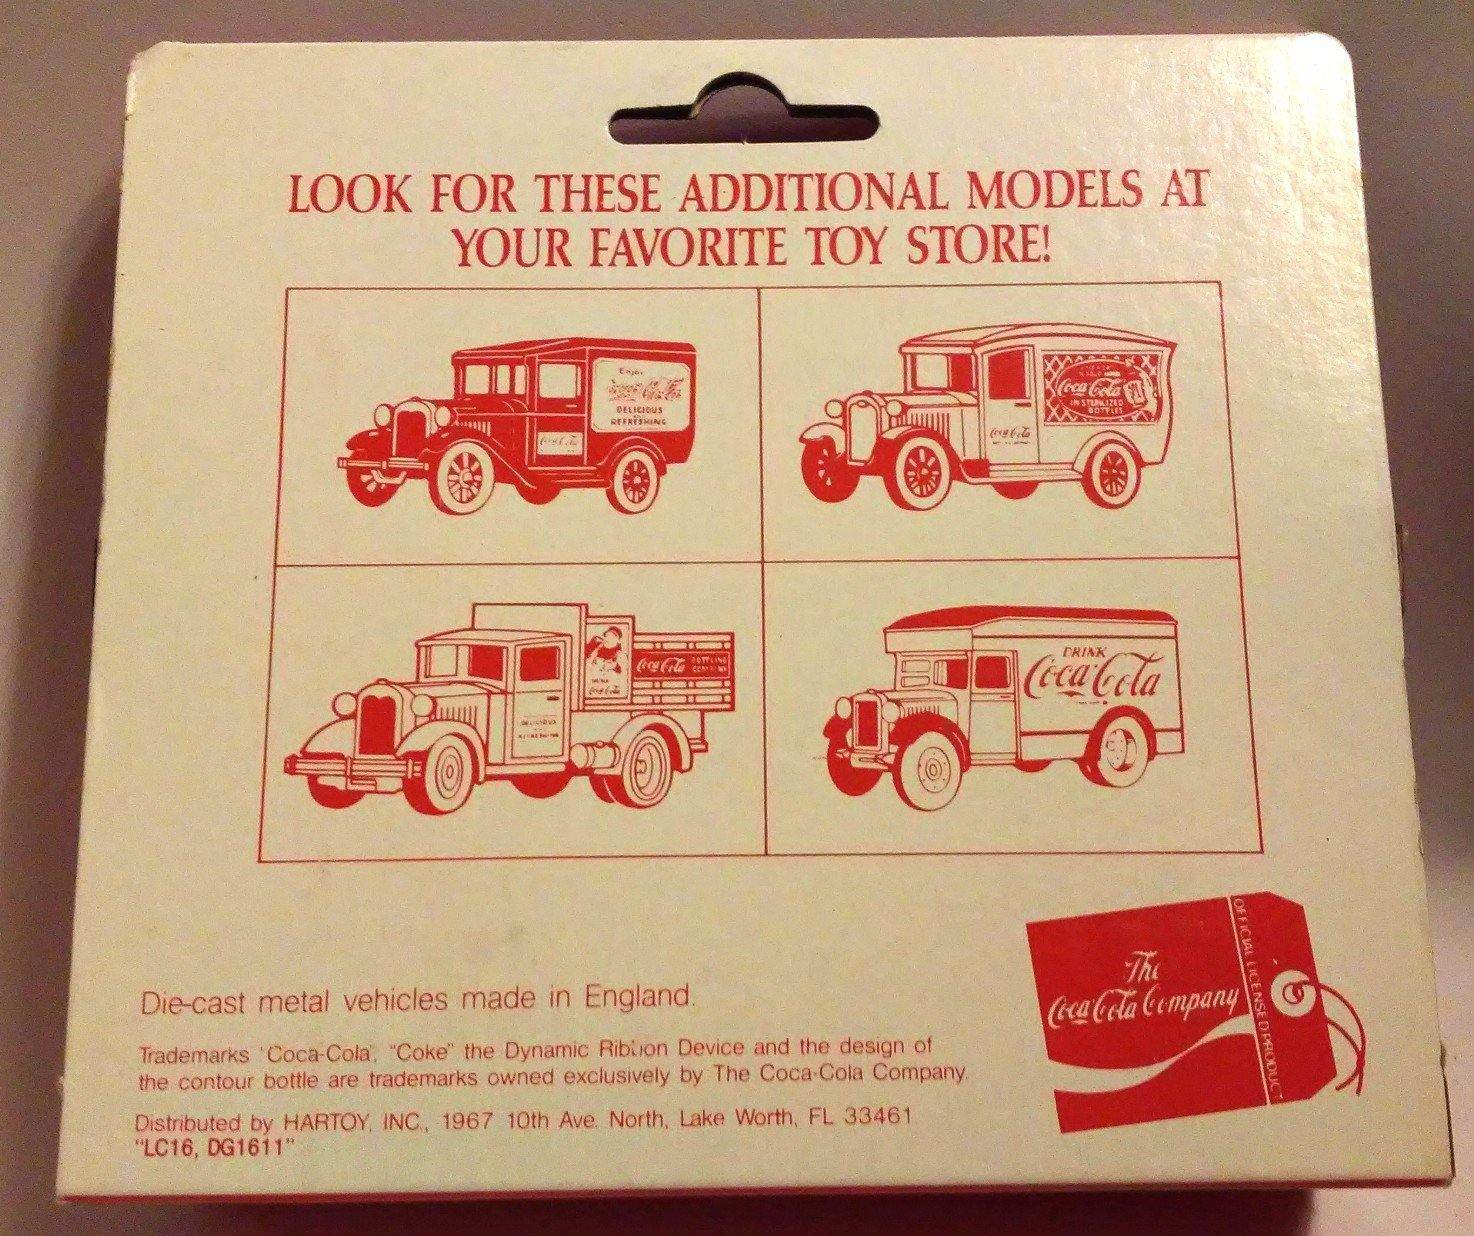 LOOK FOR THESE ADDITIONAL MODELS AT
YOUR FAVORITE TOY STORE!
Enjoy
Coca-Cola
DELICIOUS
REFRESHING
Coca-Cola
Coca-Cola
IN STERILIZED
BOTTLES
Coca-Cola
Coca-Cola
Coca-Cola
BOTTLING
DELICIOUS
DRINK
Coca-Cola
The
Coca-Cola Company
OFFICIAL LICENSED PRODUCT
Die-cast metal vehicles made in England.
Trademarks 'Coca-Cola', "Coke" the Dynamic Ribbon Device and the design of
the contour bottle are trademarks owned exclusively by The Coca-Cola Company.
Distributed by HARTOY, INC., 1967 10th Ave. North, Lake Worth, FL 33461
"LC16, DG1611"